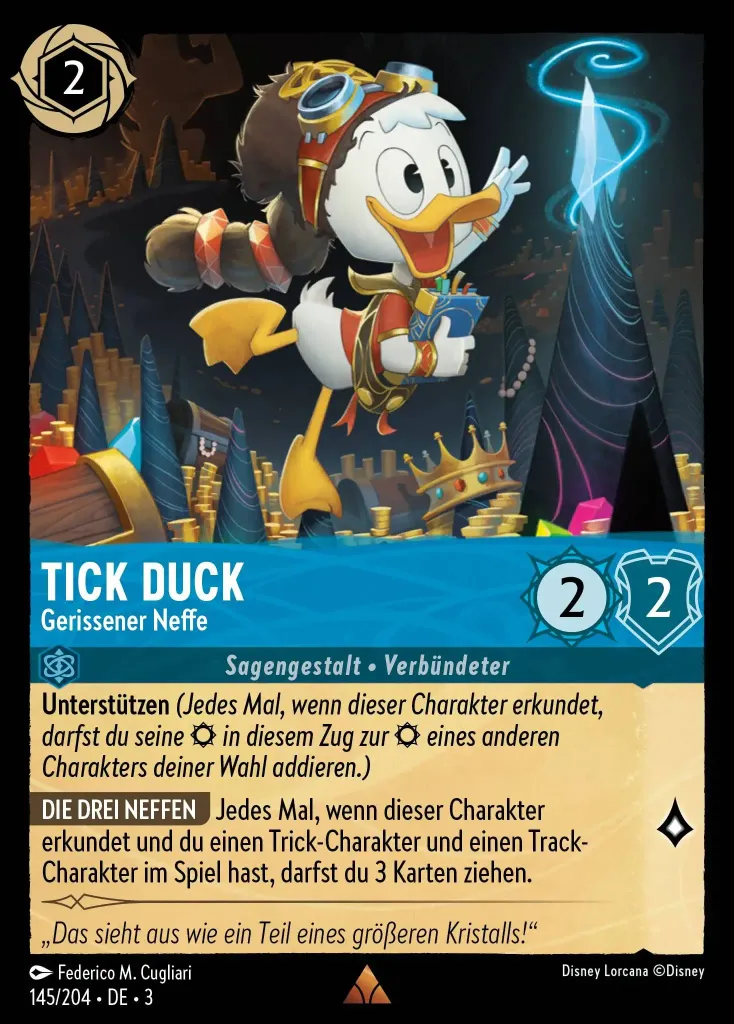 2
TICK DUCK
Gerissener Neffe
2
2
Sagengestalt • Verbündeter
Unterstützen (Jedes Mal, wenn dieser Charakter erkundet,
darfst du seine in diesem Zug zur eines anderen
Charakters deiner Wahl addieren.)
DIE DREI NEFFEN Jedes Mal, wenn dieser Charakter
erkundet und du einen Trick-Charakter und einen Track-
Charakter im Spiel hast, darfst du 3 Karten ziehen.
„Das sieht aus wie ein Teil eines größeren Kristalls!“
Federico M. Cugliari
Disney Lorcana ©Disney
145/204 • DE • 3